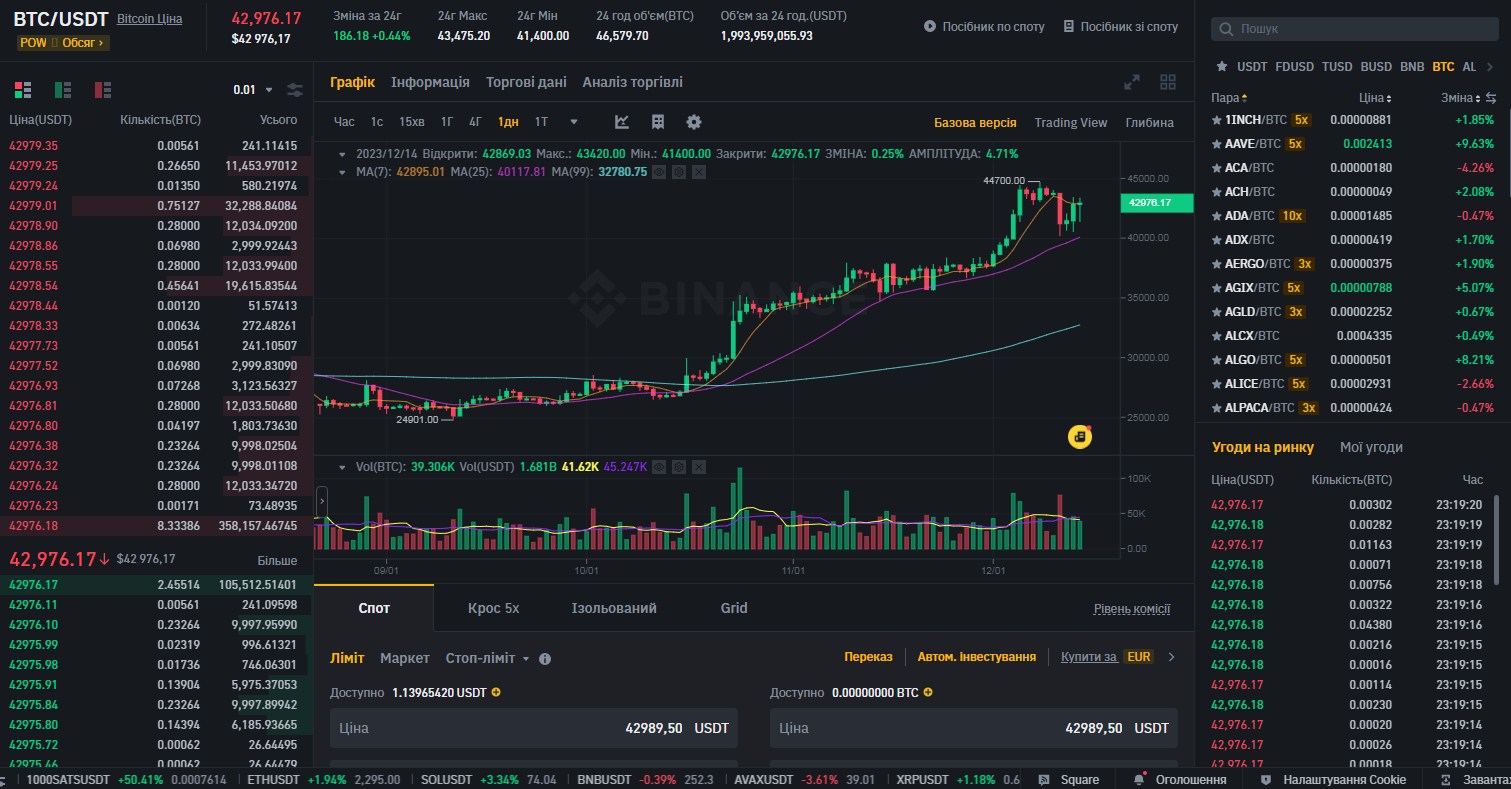 BTC/USDT Bitcoin Ціна
POW Обсяг ›
42,976.17
$42 976,17
Зміна за 24г
186.18 +0.44%
24г Макс
43,475.20
24г Мін
41,400.00
24 год об'єм(BTC)
46,579.70
Об'єм за 24 год.(USDT)
1,993,959,055.93
Посібник по споту
Посібник зі споту
0.01
Ціна(USDT) Кількість(BTC) Усього
42979.35 0.00561 241.11415
42979.25 0.26650 11,453.97012
42979.24 0.01350 580.21974
42979.01 0.75127 32,288.84084
42978.90 0.28000 12,034.09200
42978.86 0.06980 2,999.92443
42978.55 0.28000 12,033.99400
42978.54 0.45641 19,615.83544
42978.44 0.00120 51.57413
42978.33 0.00634 272.48261
42977.73 0.00561 241.10507
42977.52 0.06980 2,999.83090
42976.93 0.07268 3,123.56327
42976.81 0.28000 12,033.50680
42976.80 0.04197 1,803.73630
42976.38 0.23264 9,998.02504
42976.32 0.23264 9,998.01108
42976.24 0.28000 12,033.34720
42976.23 0.00171 73.48935
42976.18 8.33386 358,157.46745
42,976.17↓ $42 976,17 Більше
42976.17 2.45514 105,512.51401
42976.11 0.00561 241.09598
42976.10 0.23264 9,997.95990
42975.99 0.02319 996.61321
42975.98 0.01736 746.06301
42975.91 0.13904 5,975.37053
42975.84 0.23264 9,997.89942
42975.80 0.14394 6,185.93665
42975.72 0.00062 26.64495
42975.46 0.00062 26.64479
Графік Інформація Торгові дані Аналіз торгівлі
Час 1с 15хв 1Г 4Г 1дн 1Т
Базова версія Trading View Глибина
2023/12/14 Відкрити: 42869.03 Макс.: 43420.00 Мін.: 41400.00 Закрити: 42976.17 ЗМІНА: 0.25% АМПЛІТУДА: 4.71%
MA(7): 42895.01 MA(25): 40117.81 MA(99): 32780.75
44700.00
45000.00
42976.17
40000.00
35000.00
30000.00
25000.00
24901.00
BINANCE
Vol(BTC): 39.306K Vol(USDT) 1.681B 41.62K 45.247K
100K
50K
0.00
09/01 10/01 11/01 12/01
Спот Крос 5x Ізольований Grid
Рівень комісії
Ліміт Маркет Стоп-ліміт
Переказ Автом. інвестування Купити за EUR
Доступно 1.13965420 USDT
Доступно 0.00000000 BTC
Ціна 42989,50 USDT
Ціна 42989,50 USDT
Пошук
USDT FDUSD TUSD BUSD BNB BTC AL
Пара Ціна Зміна
1INCH/BTC 5x 0.00000881 +1.85%
AAVE/BTC 5x 0.002413 +9.63%
ACA/BTC 0.00000180 -4.26%
ACH/BTC 0.00000049 +2.08%
ADA/BTC 10x 0.00001485 -0.47%
ADX/BTC 0.00000419 +1.70%
AERGO/BTC 3x 0.00000375 +1.90%
AGIX/BTC 5x 0.00000788 +5.07%
AGLD/BTC 3x 0.00002252 +0.67%
ALCX/BTC 0.0004335 +0.49%
ALGO/BTC 5x 0.00000501 +8.21%
ALICE/BTC 5x 0.00002931 -2.66%
ALPACA/BTC 3x 0.00000424 -0.47%
Угоди на ринку Мої угоди
Ціна(USDT) Кількість(BTC) Час
42,976.17 0.00302 23:19:20
42,976.18 0.00282 23:19:19
42,976.17 0.01163 23:19:19
42,976.18 0.00071 23:19:18
42,976.18 0.00756 23:19:18
42,976.18 0.00322 23:19:16
42,976.18 0.04380 23:19:16
42,976.18 0.00216 23:19:15
42,976.18 0.00016 23:19:15
42,976.17 0.00114 23:19:15
42,976.18 0.00230 23:19:15
42,976.17 0.00020 23:19:14
42,976.17 0.00026 23:19:14
42,976.17 0.00018 23:19:14
1000SATSUSDT +50.41% 0.0007614 ETHUSDT +1.94% 2,295.00 SOLUSDT +3.34% 74.04 BNBUSDT -0.39% 252.3 AVAXUSDT -3.61% 39.01 XRPUSDT +1.18% 0.6 Square Оголошення Налаштування Cookie Завантаж